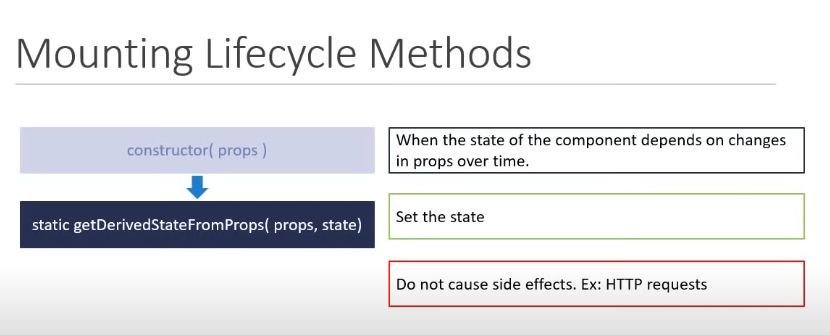 Mounting Lifecycle Methods
constructor( props )
static getDerivedStateFromProps( props, state)
When the state of the component depends on changes
in props over time.
Set the state
Do not cause side effects. Ex: HTTP requests